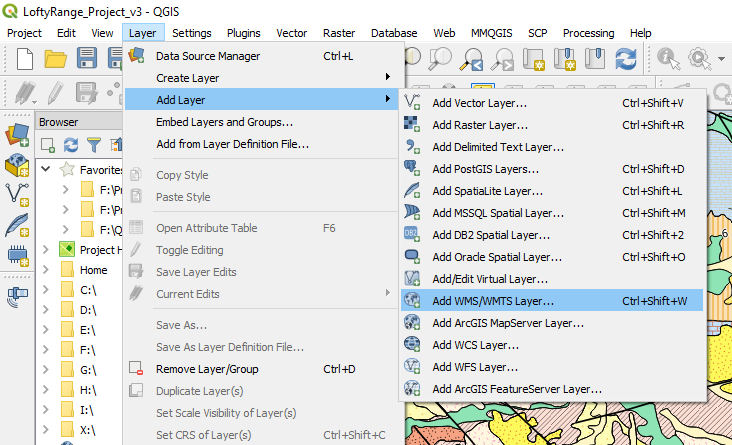 LoftyRange_Project_v3 - QGIS
Project Edit Layer Settings Plugins Vector Raster Database Web MMQGIS SCP Processing Help
Data Source Manager Ctrl+L
Create Layer
Add Layer
Embed Layers and Groups...
Add from Layer Definition File...
Copy Style
Paste Style
Open Attribute Table F6
Toggle Editing
Save Layer Edits
Current Edits
Save As...
Save As Layer Definition File...
Remove Layer/Group Ctrl+D
Duplicate Layer(s)
Set Scale Visibility of Layer(s)
Set CRS of Layer(s) Ctrl+Shift+C
Add Vector Layer... Ctrl+Shift+V
Add Raster Layer... Ctrl+Shift+R
Add Delimited Text Layer...
Add PostGIS Layers... Ctrl+Shift+D
Add SpatiaLite Layer... Ctrl+Shift+L
Add MSSQL Spatial Layer... Ctrl+Shift+M
DB2 Add DB2 Spatial Layer... Ctrl+Shift+2
Add Oracle Spatial Layer... Ctrl+Shift+O
Add/Edit Virtual Layer...
Add WMS/WMTS Layer... Ctrl+Shift+W
Add ArcGIS MapServer Layer...
Add WCS Layer...
Add WFS Layer...
Add ArcGIS FeatureServer Layer...
Browser
Favorites
F:\Pr
F:\Pr
F:\Q
Project H
Home
C:\
D:\
E:\
F:\
G:\
H:\
I:\
X:\
6